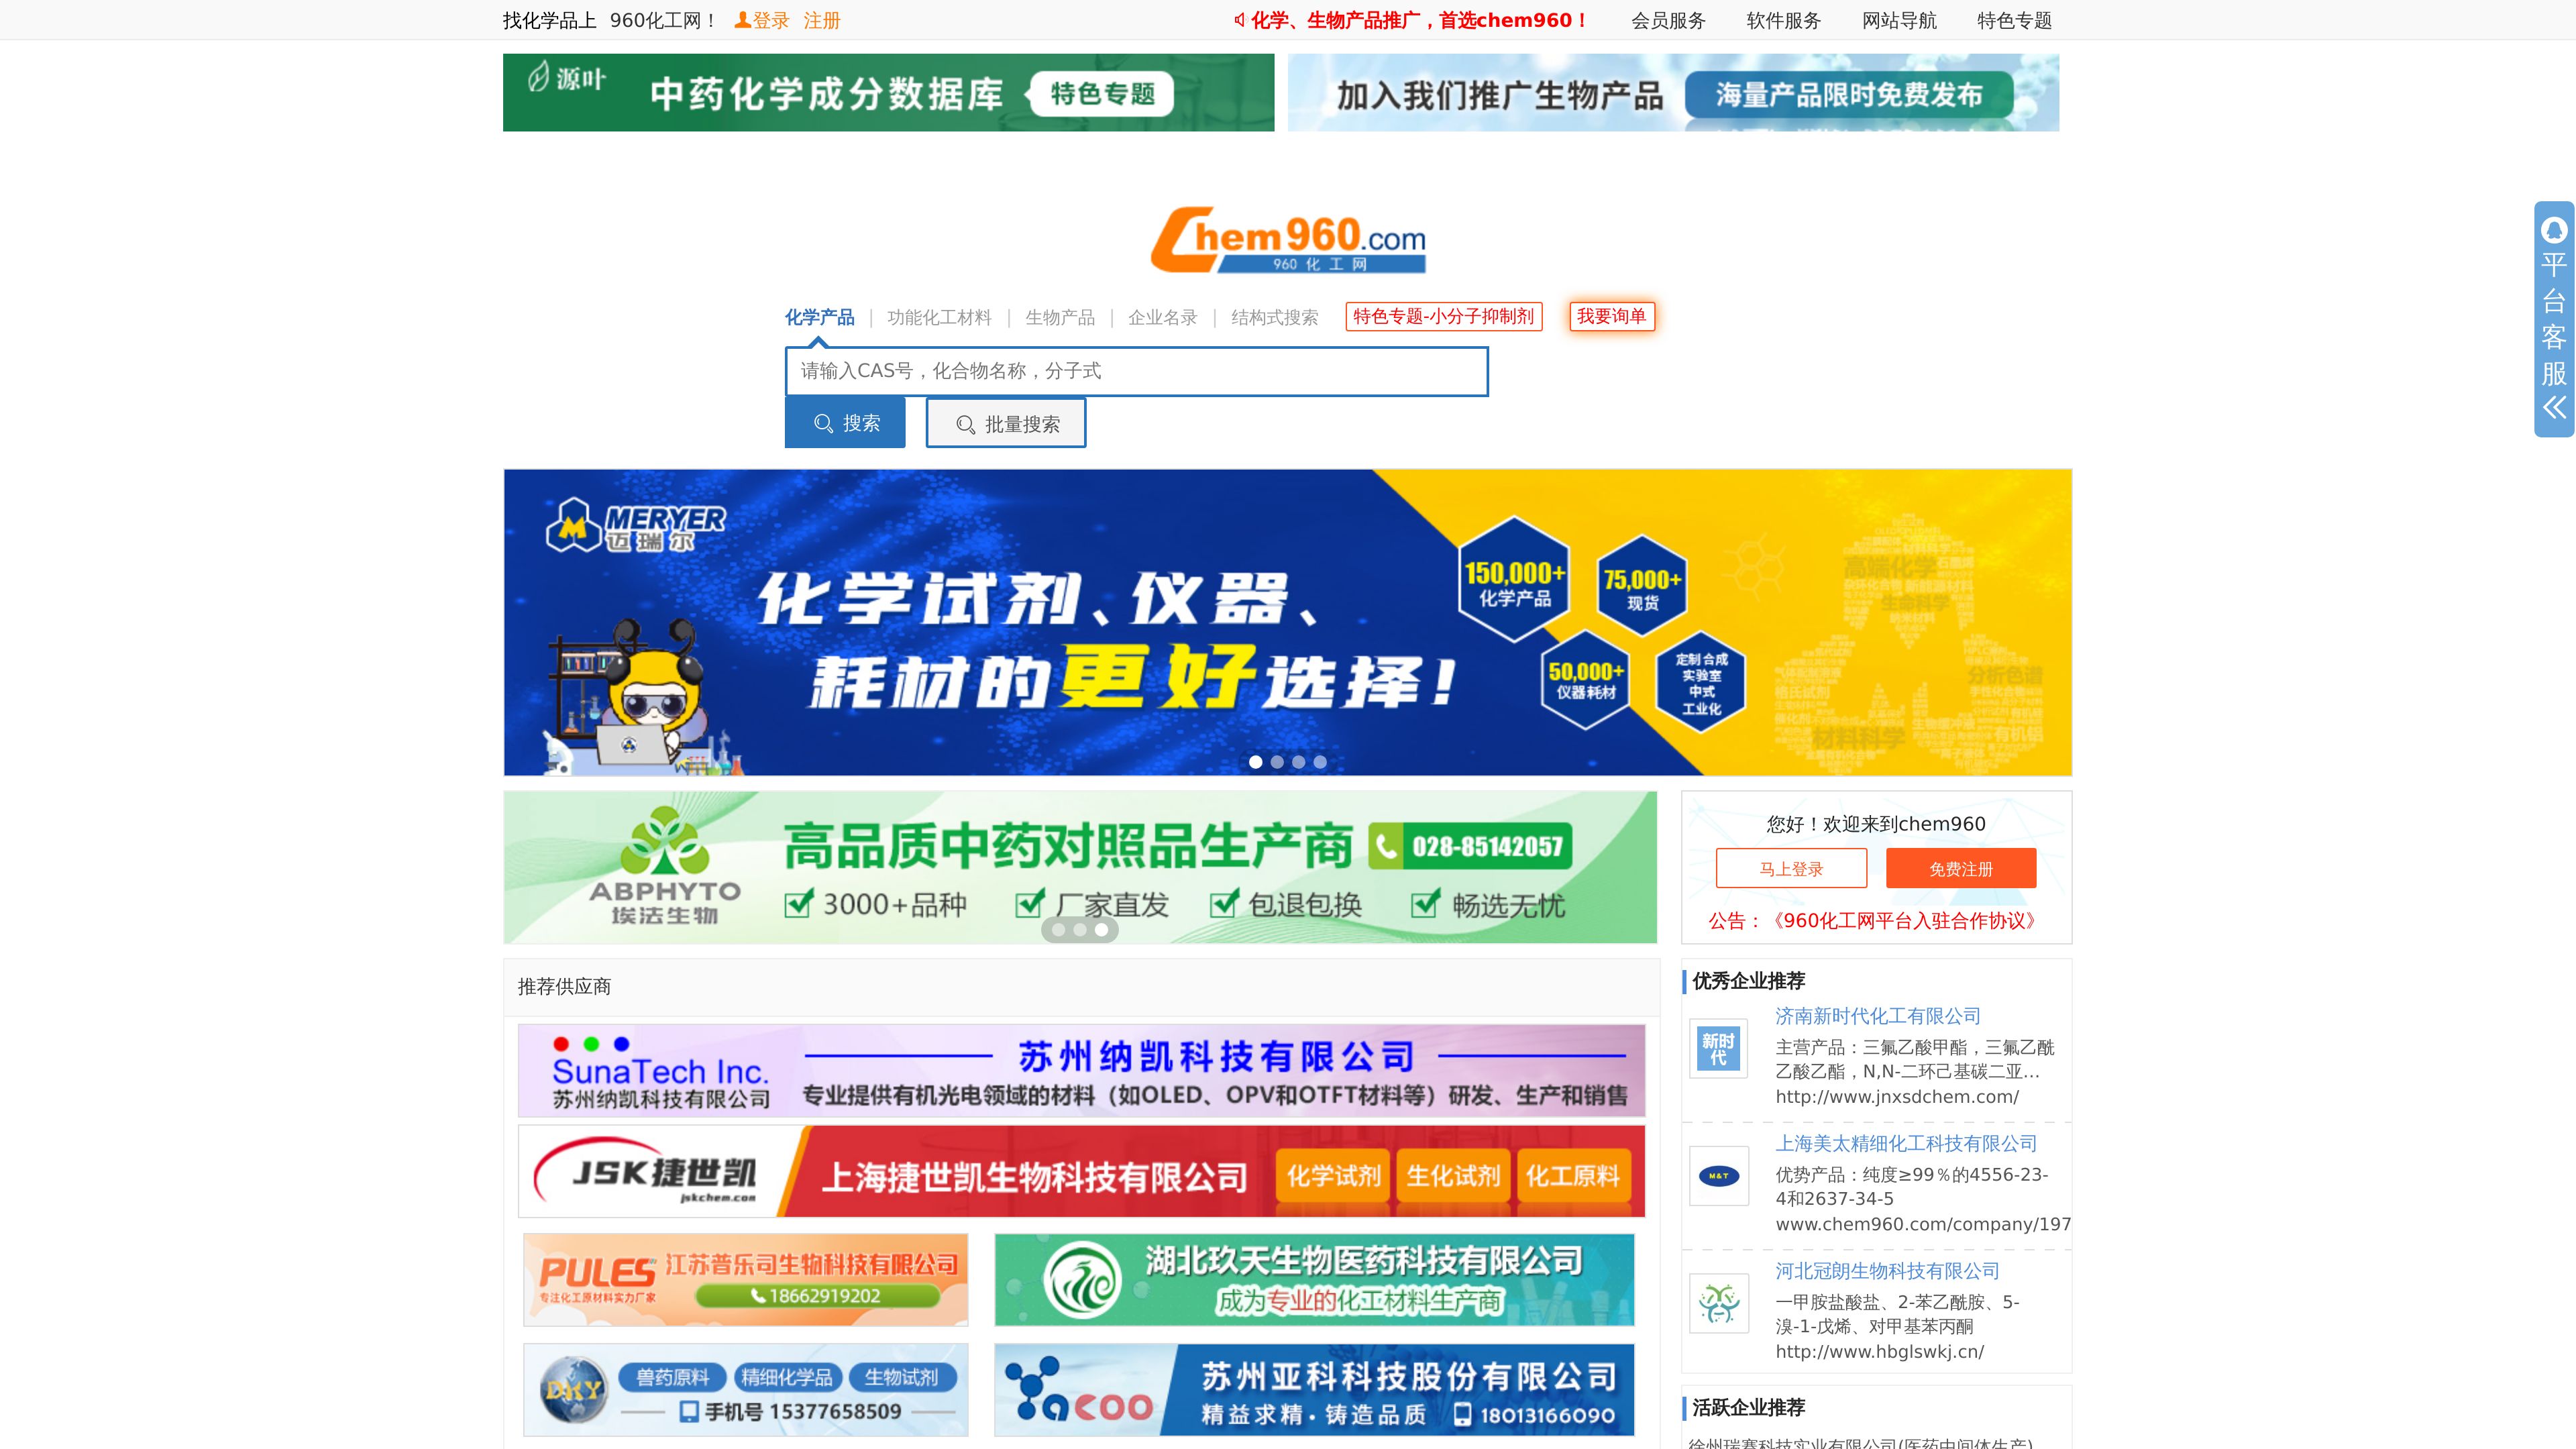 找化学品上 960化工网！ 登录 注册
化学、生物产品推广，首选chem960！ 会员服务 软件服务 网站导航 特色专题
源叶 中药化学成分数据库 特色专题
加入我们推广生物产品 海量产品限时免费发布
Chem960.com
960化工网
化学产品 | 功能化工材料 | 生物产品 | 企业名录 | 结构式搜索 特色专题-小分子抑制剂 我要询单
请输入CAS号，化合物名称，分子式
搜索 批量搜索
平台客服
MERYER
迈瑞尔
化学试剂、仪器、
耗材的更好选择！
150,000+
化学产品
75,000+
现货
50,000+
仪器耗材
定制合成
实验室
中式
工业化
高端化学
生命科学
分析色谱
材料科学
有机铝
格氏试剂
ABPHYTO
埃法生物
高品质中药对照品生产商 028-85142057
3000+品种 厂家直发 包退包换 畅选无忧
您好！欢迎来到chem960
马上登录 免费注册
公告：《960化工网平台入驻合作协议》
推荐供应商
SunaTech Inc.
苏州纳凯科技有限公司
苏州纳凯科技有限公司
专业提供有机光电领域的材料（如OLED、OPV和OTFT材料等）研发、生产和销售
JSK捷世凯
jskchem.com
上海捷世凯生物科技有限公司 化学试剂 生化试剂 化工原料
PULES
专注化工原材料实力厂家
江苏普乐司生物科技有限公司
18662919202
湖北玖天生物医药科技有限公司
成为专业的化工材料生产商
DKY
兽药原料 精细化学品 生物试剂
手机号 15377658509
Yacoo
苏州亚科科技股份有限公司
精益求精·铸造品质 18013166090
优秀企业推荐
新时代
济南新时代化工有限公司
主营产品：三氟乙酸甲酯，三氟乙酰
乙酸乙酯，N,N-二环己基碳二亚…
http://www.jnxsdchem.com/
M&T
上海美太精细化工科技有限公司
优势产品：纯度≥99％的4556-23-
4和2637-34-5
www.chem960.com/company/197
河北冠朗生物科技有限公司
一甲胺盐酸盐、2-苯乙酰胺、5-
溴-1-戊烯、对甲基苯丙酮
http://www.hbglswkj.cn/
活跃企业推荐
徐州瑞赛科技实业有限公司(医药中间体生产)